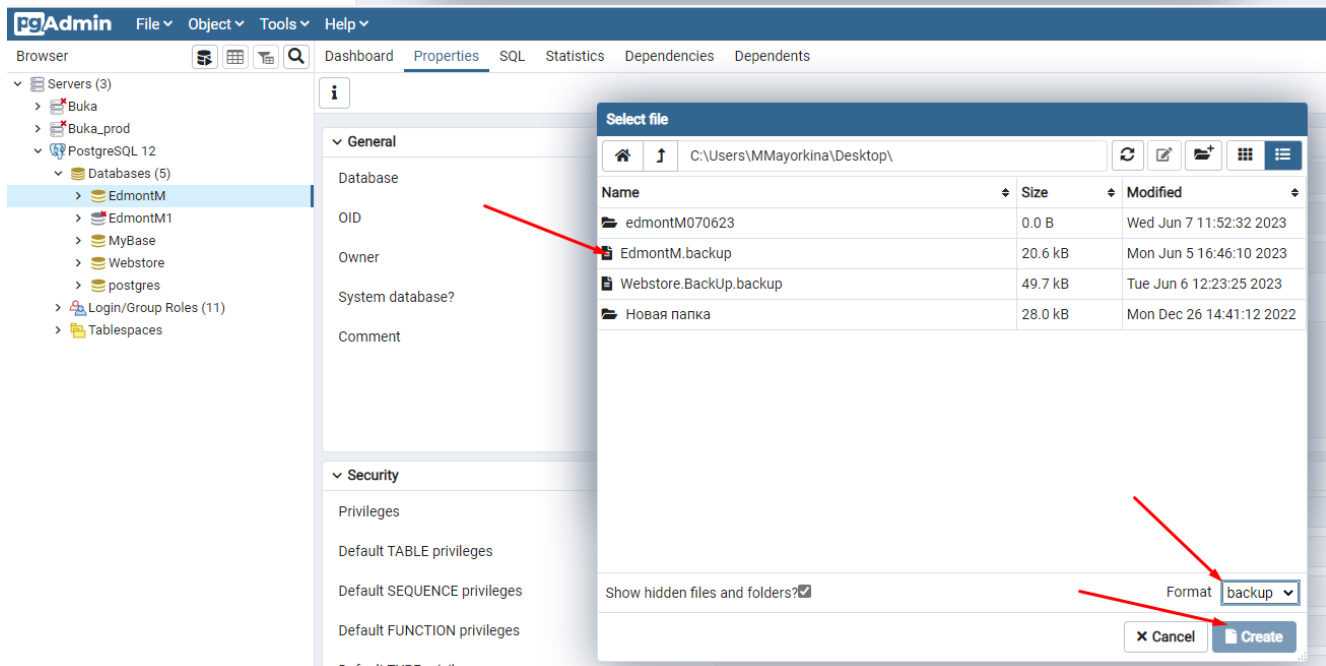 pgAdmin File Object Tools Help
Browser
Dashboard Properties SQL Statistics Dependencies Dependents
Servers (3)
Buka
Buka_prod
PostgreSQL 12
Databases (5)
EdmontM
EdmontM1
MyBase
Webstore
postgres
Login/Group Roles (11)
Tablespaces
i
General
Database
OID
Owner
System database?
Comment
Security
Privileges
Default TABLE privileges
Default SEQUENCE privileges
Default FUNCTION privileges
Select file
C:\Users\MMayorkina\Desktop\
Name Size Modified
edmontM070623 0.0 B Wed Jun 7 11:52:32 2023
EdmontM.backup 20.6 kB Mon Jun 5 16:46:10 2023
Webstore.BackUp.backup 49.7 kB Tue Jun 6 12:23:25 2023
Новая папка 28.0 kB Mon Dec 26 14:41:12 2022
Show hidden files and folders? Format backup
Cancel Create